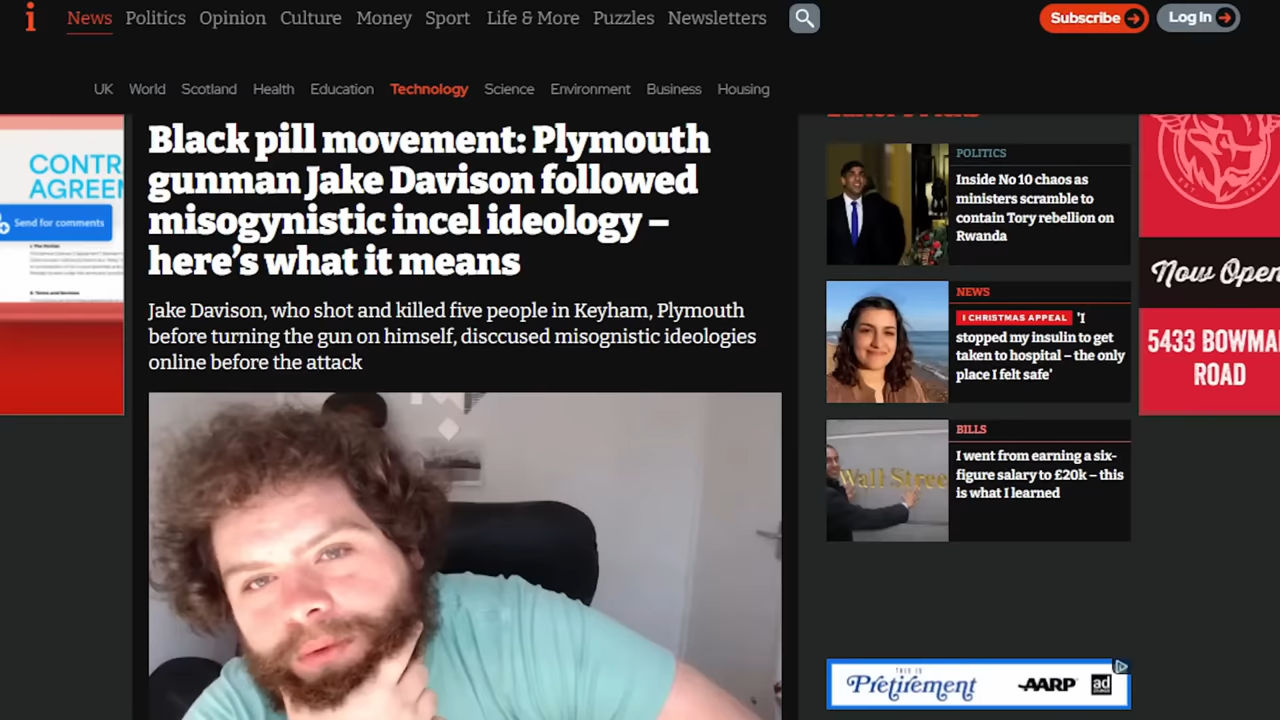 i
News Politics Opinion Culture Money Sport Life & More Puzzles Newsletters
Subscribe
Log In
UK World Scotland Health Education Technology Science Environment Business Housing
CONTR
AGREEM
Send for comments
Black pill movement: Plymouth
gunman Jake Davison followed
misogynistic incel ideology –
here's what it means
Jake Davison, who shot and killed five people in Keyham, Plymouth
before turning the gun on himself, disccused misognistic ideologies
online before the attack
POLITICS
Inside No 10 chaos as
ministers scramble to
contain Tory rebellion on
Rwanda
NEWS
I CHRISTMAS APPEAL 'I
stopped my insulin to get
taken to hospital – the only
place I felt safe'
BILLS
I went from earning a six-
figure salary to £20k – this
is what I learned
Wall Stree
Now Open
5433 BOWMA
ROAD
THIS IS
Pretirement
AARP
ad